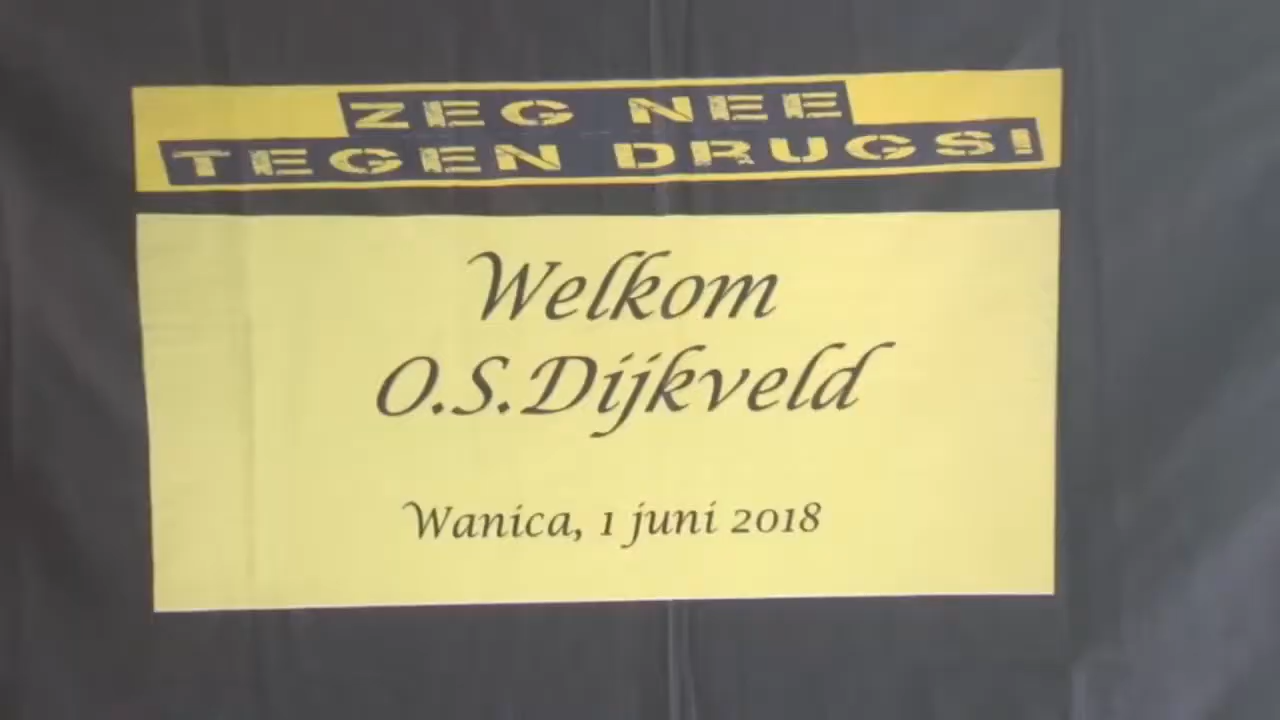 ZEG NEE
TEGEN DRUGS!
Welkom
O.S.Dijkveld
Wanica, 1 juni 2018